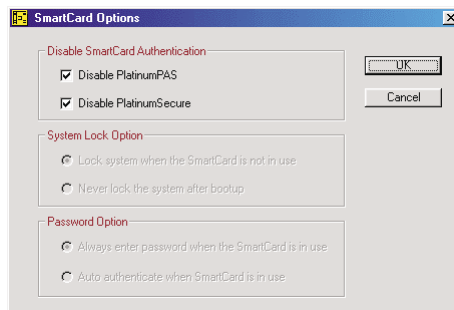 SmartCard Options
Disable SmartCard Authentication
Disable PlatinumPAS
Disable PlatinumSecure
OK
Cancel
System Lock Option
Lock system when the SmartCard is not in use
Never lock the system after bootup
Password Option
Always enter password when the SmartCard is in use
Auto authenticate when SmartCard is in use